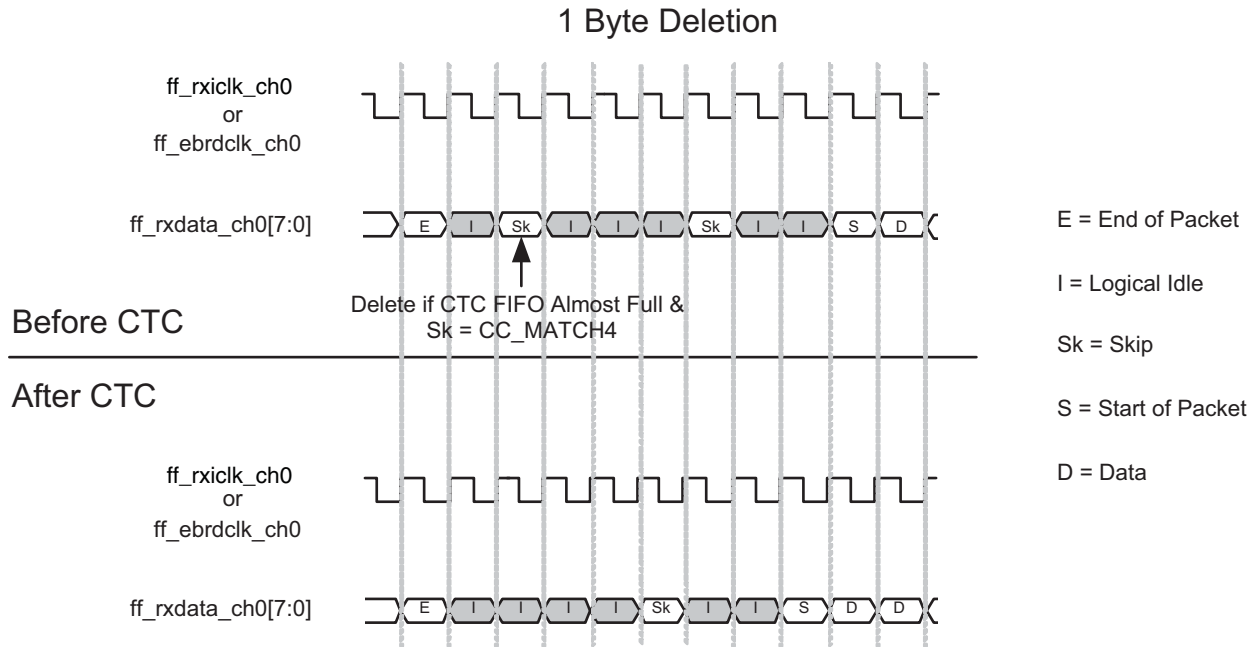 1 Byte Deletion
ff_rxiclk_ch0
or
ff_ebrdclk_ch0
ff_rxdata_ch0[7:0]
E I Sk I I I Sk I I S D
Delete if CTC FIFO Almost Full &
Sk = CC_MATCH4
Before CTC
After CTC
ff_rxiclk_ch0
or
ff_ebrdclk_ch0
ff_rxdata_ch0[7:0]
E I I I I Sk I I S D D
E = End of Packet
I = Logical Idle
Sk = Skip
S = Start of Packet
D = Data